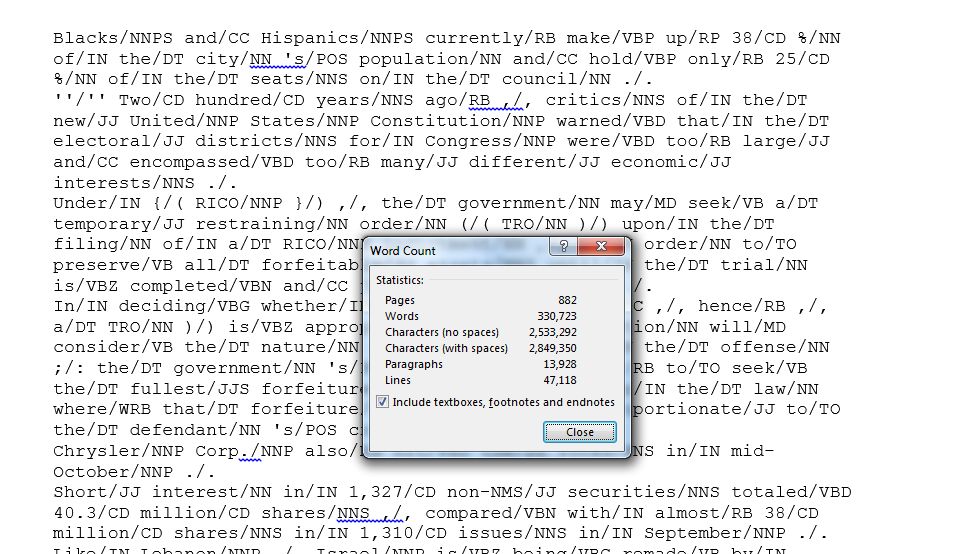 Blacks/NNPS and/CC Hispanics/NNPS currently/RB make/VBP up/RP 38/CD %/NN
of/IN the/DT city/NN 's/POS population/NN and/CC hold/VBP only/RB 25/CD
%/NN of/IN the/DT seats/NNS on/IN the/DT council/NN ./.
''/'' Two/CD hundred/CD years/NNS ago/RB ,/, critics/NNS of/IN the/DT
new/JJ United/NNP States/NNP Constitution/NNP warned/VBD that/IN the/DT
electoral/JJ districts/NNS for/IN Congress/NNP were/VBD too/RB large/JJ
and/CC encompassed/VBD too/RB many/JJ different/JJ economic/JJ
interests/NNS ./.
Under/IN {/( RICO/NNP }/) ,/, the/DT government/NN may/MD seek/VB a/DT
temporary/JJ restraining/NN order/NN (/( TRO/NN )/) upon/IN the/DT
filing/NN of/IN a/DT RICO/NN order/NN to/TO
preserve/VB all/DT forfeitab the/DT trial/NN
is/VBZ completed/VBN and/CC /.
In/IN deciding/VBG whether/I C ,/, hence/RB ,/,
a/DT TRO/NN )/) is/VBZ approp ion/NN will/MD
consider/VB the/DT nature/NN the/DT offense/NN
;/: the/DT government/NN 's/ RB to/TO seek/VB
the/DT fullest/JJS forfeiture /IN the/DT law/NN
where/WRB that/DT forfeiture portionate/JJ to/TO
the/DT defendant/NN 's/POS c
Chrysler/NNP Corp./NNP also/ NS in/IN mid-
October/NNP ./.
Short/JJ interest/NN in/IN 1,327/CD non-NMS/JJ securities/NNS totaled/VBD
40.3/CD million/CD shares/NNS ,/, compared/VBN with/IN almost/RB 38/CD
million/CD shares/NNS in/IN 1,310/CD issues/NNS in/IN September/NNP ./.
Like/IN Lebanon/NNP ,/, Israel/NNP is/VBZ being/VBG remade/VB by/IN
Word Count
?
Statistics:
Pages 882
Words 330,723
Characters (no spaces) 2,533,292
Characters (with spaces) 2,849,350
Paragraphs 13,928
Lines 47,118
Include textboxes, footnotes and endnotes
Close